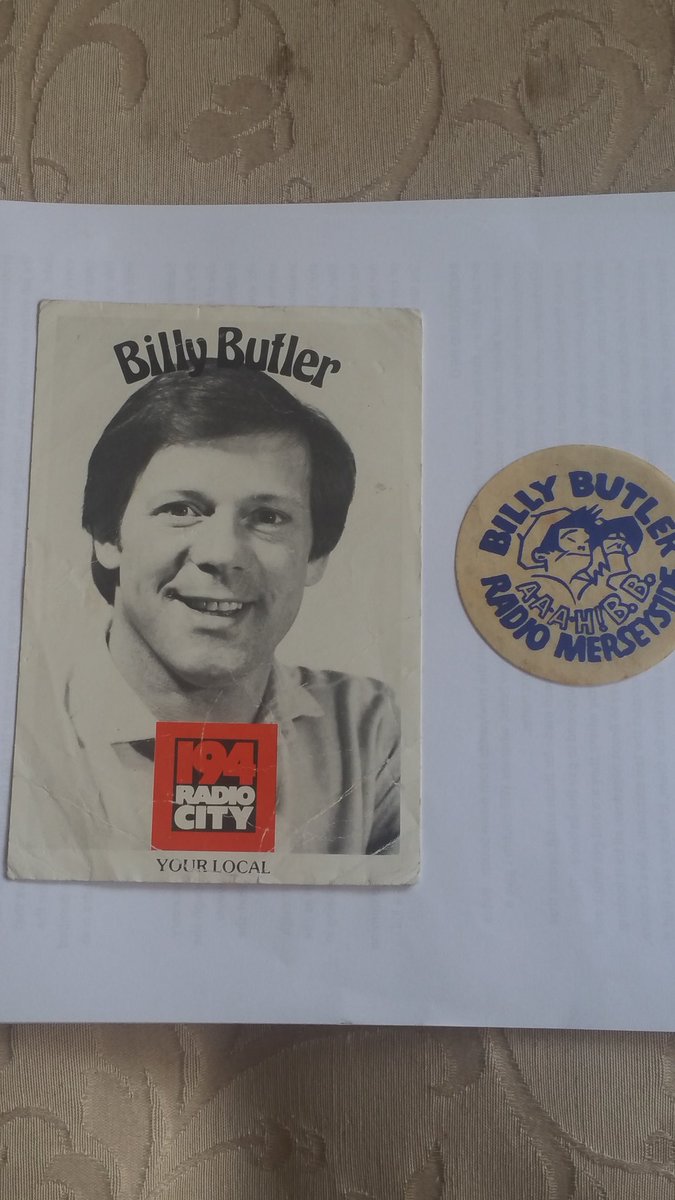 Billy Butler
194
RADIO
CITY
YOUR LOCAL
BILLY BUTLER
AAAH! B.B.
RADIO MERSEYSIDE